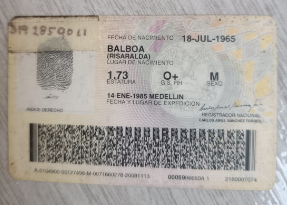 FECHA DE NACIMIENTO 18-JUL-1965
BALBOA
(RISARALDA)
LUGAR DE NACIMIENTO
1.73 O+ M
ESTATURA G.S. RH SEXO
14-ENE-1985 MEDELLIN
FECHA Y LUGAR DE EXPEDICION
INDICE DERECHO
REGISTRADOR NACIONAL